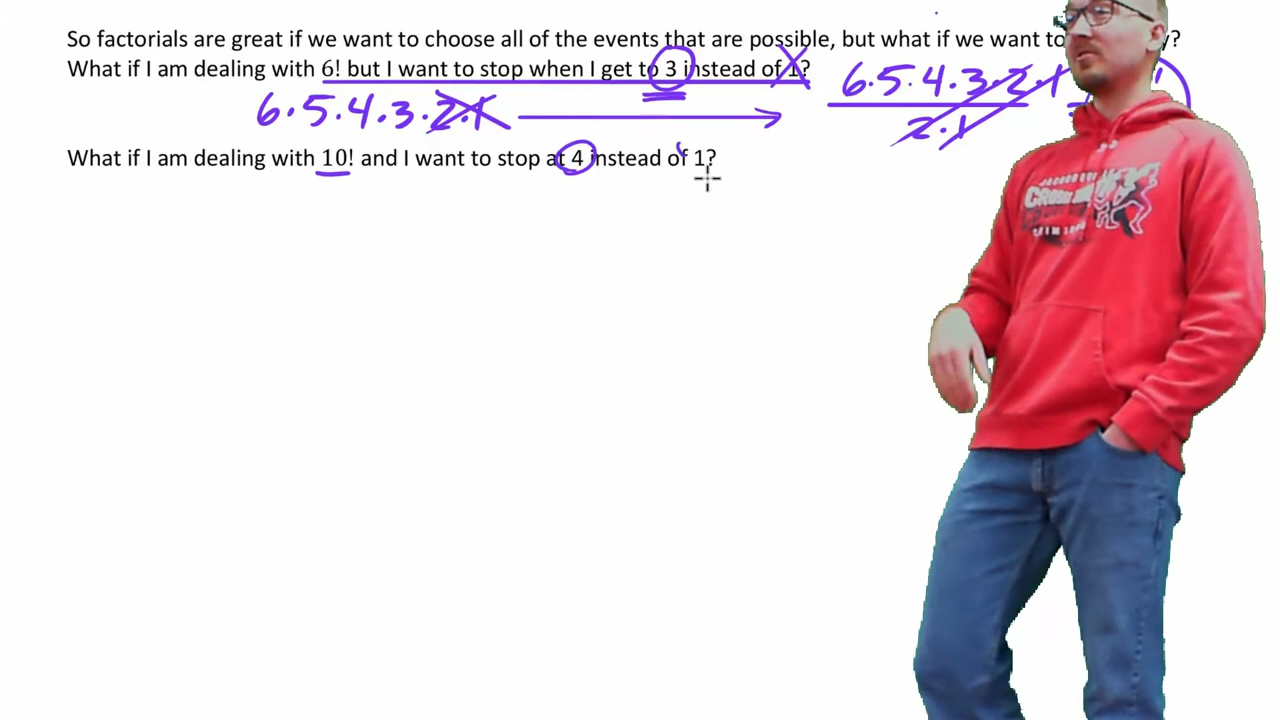 So factorials are great if we want to choose all of the events that are possible, but what if we want to
What if I am dealing with 6! but I want to stop when I get to 3 instead of 1?
6·5·4·3·2·1
6·5·4·3·2·1
2·1
What if I am dealing with 10! and I want to stop at 4 instead of 1?